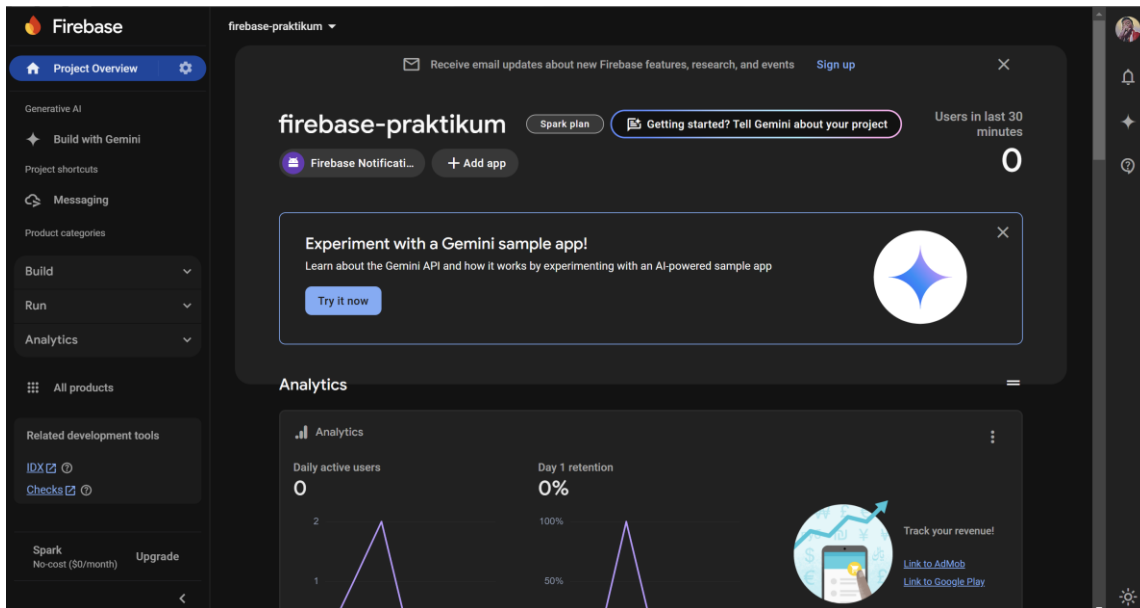 Firebase
Project Overview
Generative AI
Build with Gemini
Project shortcuts
Messaging
Product categories
Build
Run
Analytics
All products
Related development tools
IDX
Checks
Spark
No-cost ($0/month)
Upgrade
firebase-praktikum
Receive email updates about new Firebase features, research, and events Sign up
firebase-praktikum
Spark plan
Getting started? Tell Gemini about your project
Users in last 30
minutes
0
Firebase Notificati...
+ Add app
Experiment with a Gemini sample app!
Learn about the Gemini API and how it works by experimenting with an AI-powered sample app
Try it now
Analytics
Analytics
Daily active users
0
2
1
Day 1 retention
0%
100%
50%
Track your revenue!
Link to AdMob
Link to Google Play